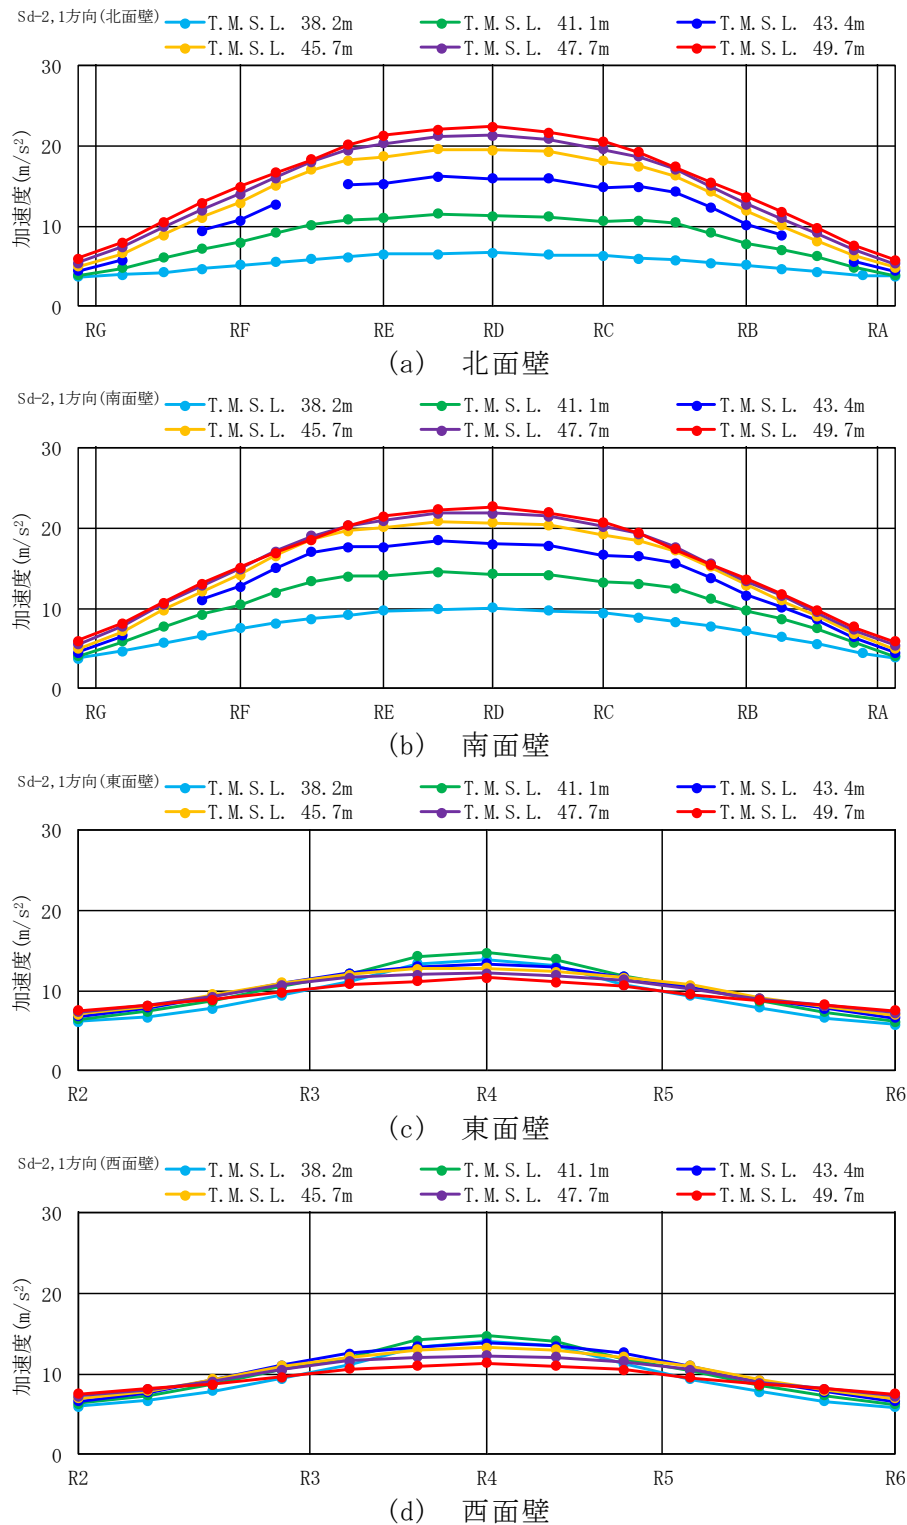 Sd-2,1方向(北面壁) T.M.S.L. 38.2m T.M.S.L. 41.1m T.M.S.L. 43.4m
T.M.S.L. 45.7m T.M.S.L. 47.7m T.M.S.L. 49.7m
30
20
10
0
加速度(m/s²)
RG RF RE RD RC RB RA
(a) 北面壁
Sd-2,1方向(南面壁) T.M.S.L. 38.2m T.M.S.L. 41.1m T.M.S.L. 43.4m
T.M.S.L. 45.7m T.M.S.L. 47.7m T.M.S.L. 49.7m
30
20
10
0
加速度(m/s²)
RG RF RE RD RC RB RA
(b) 南面壁
Sd-2,1方向(東面壁) T.M.S.L. 38.2m T.M.S.L. 41.1m T.M.S.L. 43.4m
T.M.S.L. 45.7m T.M.S.L. 47.7m T.M.S.L. 49.7m
30
20
10
0
加速度(m/s²)
R2 R3 R4 R5 R6
(c) 東面壁
Sd-2,1方向(西面壁) T.M.S.L. 38.2m T.M.S.L. 41.1m T.M.S.L. 43.4m
T.M.S.L. 45.7m T.M.S.L. 47.7m T.M.S.L. 49.7m
30
20
10
0
加速度(m/s²)
R2 R3 R4 R5 R6
(d) 西面壁